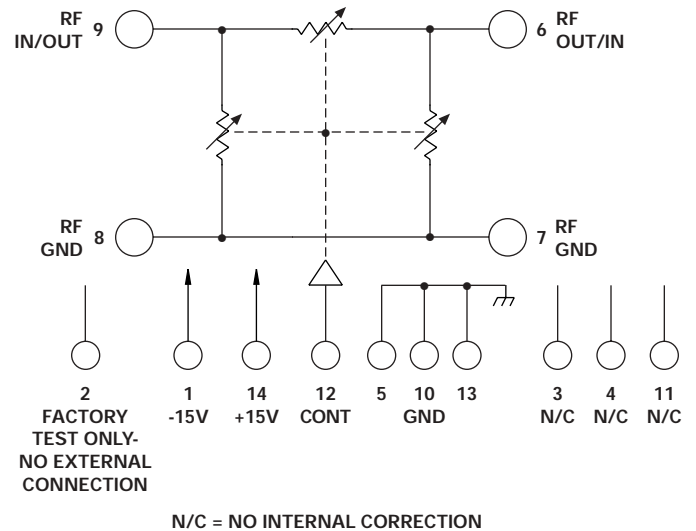 RF
IN/OUT 9
6 RF
OUT/IN
RF
GND 8
7 RF
GND
2
FACTORY
TEST ONLY-
NO EXTERNAL
CONNECTION
1
-15V
14
+15V
12
CONT
5 10 13
GND
3
N/C
4
N/C
11
N/C
N/C = NO INTERNAL CORRECTION